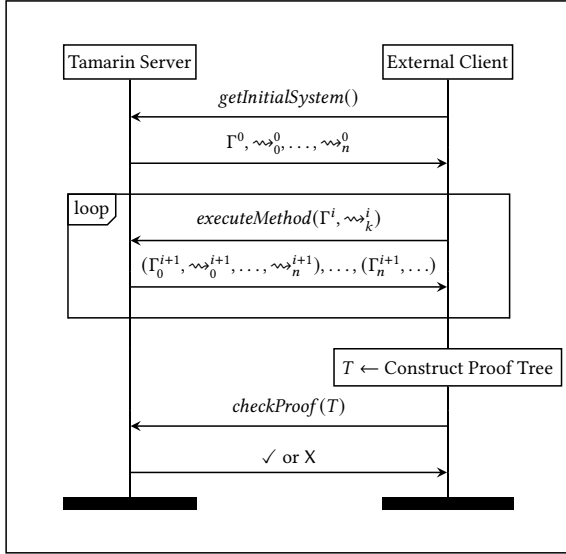 Tamarin Server External Client
getInitialSystem()
Γ⁰, ⇝₀⁰, . . . , ⇝ₙ⁰
loop
executeMethod(Γⁱ, ⇝ₖⁱ)
(Γ₀ⁱ⁺¹, ⇝₀ⁱ⁺¹, . . . , ⇝ₙⁱ⁺¹), . . . , (Γₙⁱ⁺¹, . . .)
T ← Construct Proof Tree
checkProof(T)
✓ or X